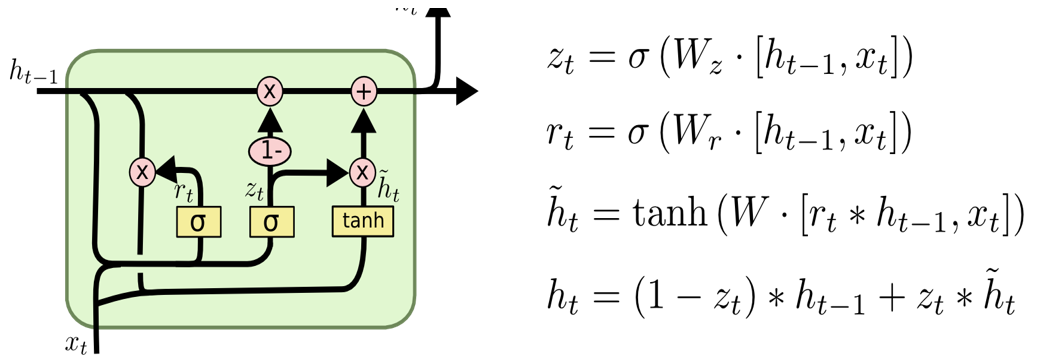 h_{t-1}
x
+
1-
x
r_t
z_t
x
h̃_t
σ
σ
tanh
x_t
z_t = σ (W_z · [h_{t-1}, x_t])
r_t = σ (W_r · [h_{t-1}, x_t])
h̃_t = tanh (W · [r_t * h_{t-1}, x_t])
h_t = (1 − z_t) * h_{t-1} + z_t * h̃_t